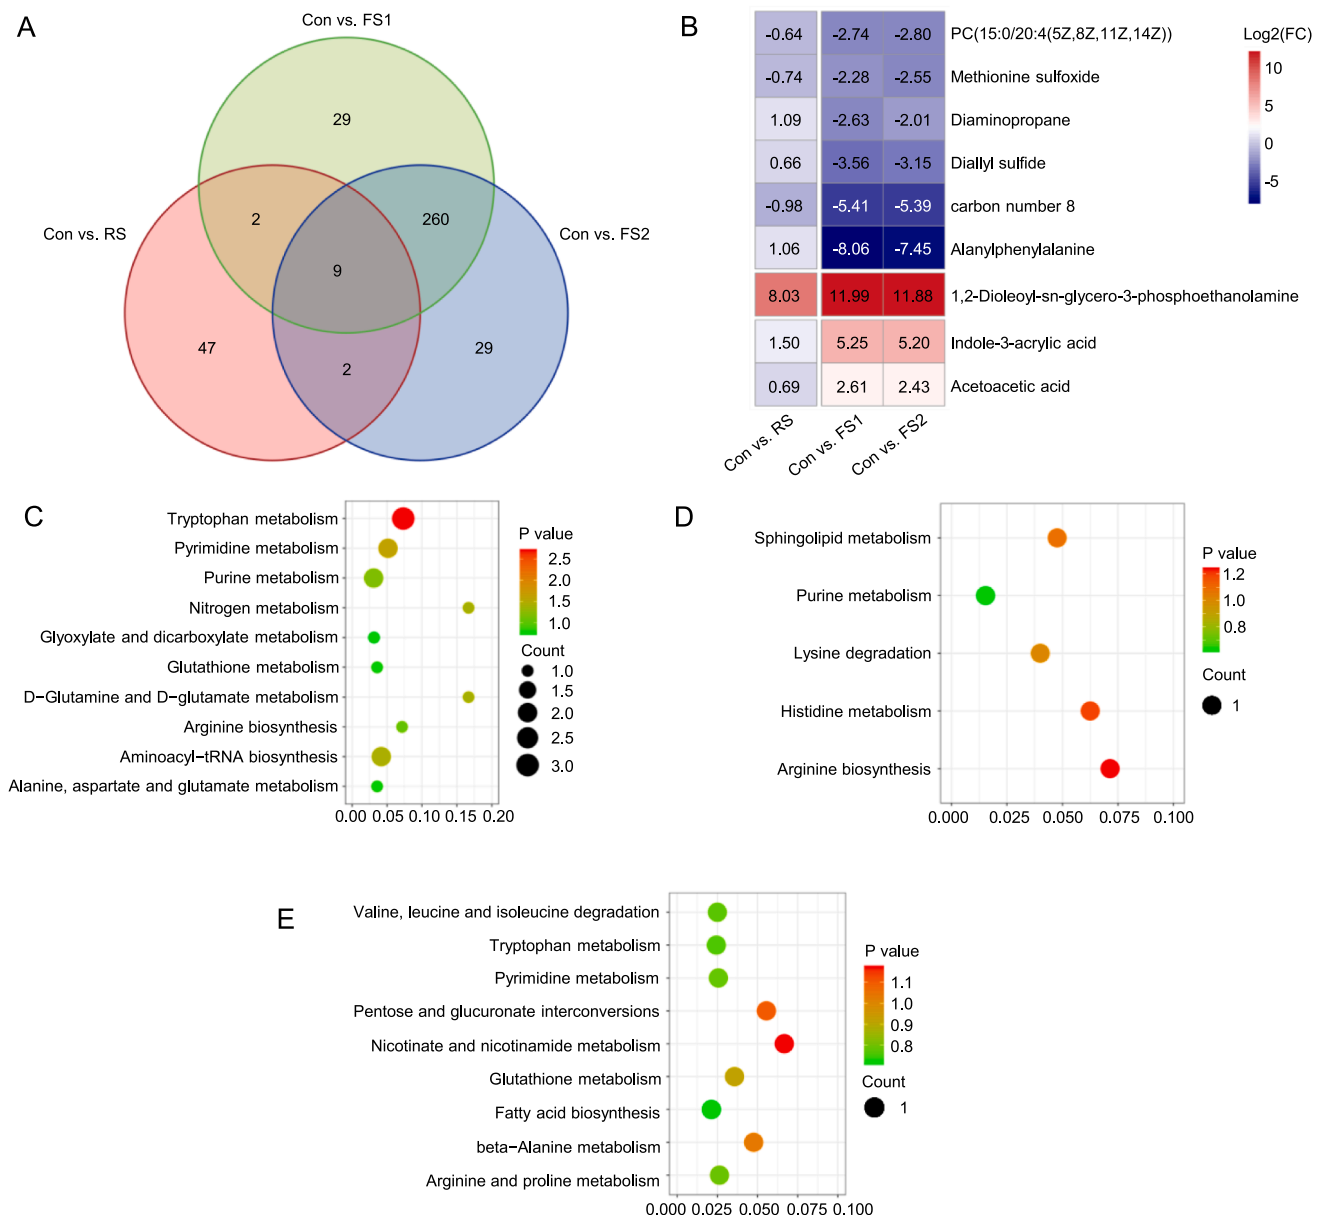 A
Con vs. FS1
29
2
260
Con vs. RS
Con vs. FS2
9
47
2
29
B
-0.64 -2.74 -2.80 PC(15:0/20:4(5Z,8Z,11Z,14Z))
-0.74 -2.28 -2.55 Methionine sulfoxide
1.09 -2.63 -2.01 Diaminopropane
0.66 -3.56 -3.15 Diallyl sulfide
-0.98 -5.41 -5.39 carbon number 8
1.06 -8.06 -7.45 Alanylphenylalanine
8.03 11.99 11.88 1,2-Dioleoyl-sn-glycero-3-phosphoethanolamine
1.50 5.25 5.20 Indole-3-acrylic acid
0.69 2.61 2.43 Acetoacetic acid
Con vs. RS
Con vs. FS1
Con vs. FS2
Log2(FC)
10
5
0
-5
C
Tryptophan metabolism
Pyrimidine metabolism
Purine metabolism
Nitrogen metabolism
Glyoxylate and dicarboxylate metabolism
Glutathione metabolism
D−Glutamine and D−glutamate metabolism
Arginine biosynthesis
Aminoacyl−tRNA biosynthesis
Alanine, aspartate and glutamate metabolism
0.00 0.05 0.10 0.15 0.20
P value
2.5
2.0
1.5
1.0
Count
1.0
1.5
2.0
2.5
3.0
D
Sphingolipid metabolism
Purine metabolism
Lysine degradation
Histidine metabolism
Arginine biosynthesis
0.000 0.025 0.050 0.075 0.100
P value
1.2
1.0
0.8
Count
1
E
Valine, leucine and isoleucine degradation
Tryptophan metabolism
Pyrimidine metabolism
Pentose and glucuronate interconversions
Nicotinate and nicotinamide metabolism
Glutathione metabolism
Fatty acid biosynthesis
beta−Alanine metabolism
Arginine and proline metabolism
0.000 0.025 0.050 0.075 0.100
P value
1.1
1.0
0.9
0.8
Count
1